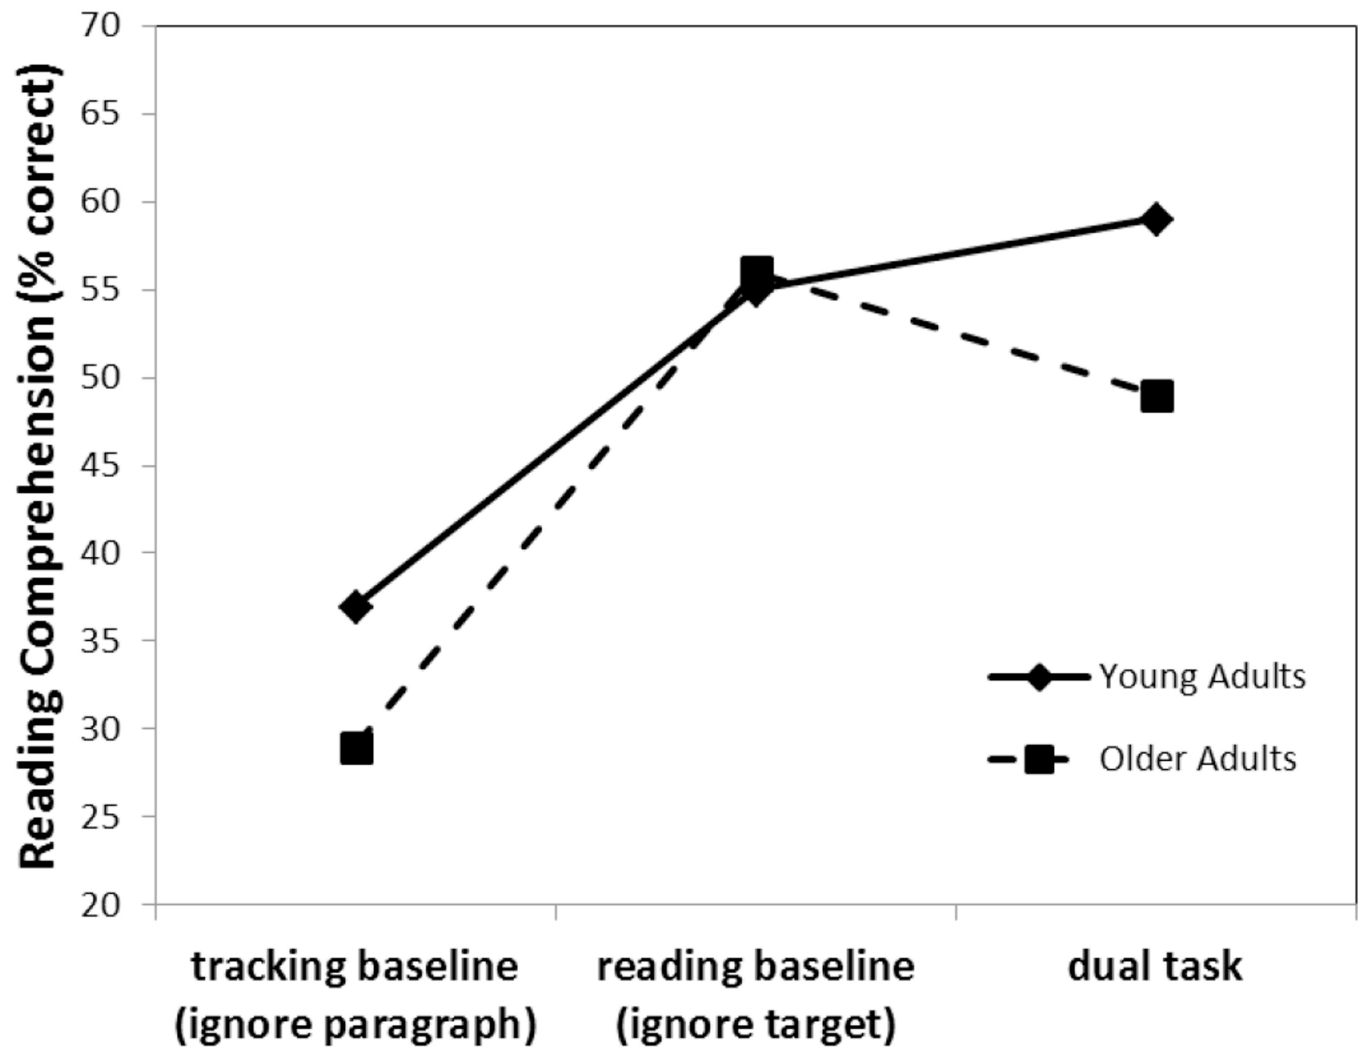 Reading Comprehension (% correct)
70
65
60
55
50
45
40
35
30
25
20
Young Adults
Older Adults
tracking baseline
(ignore paragraph)
reading baseline
(ignore target)
dual task